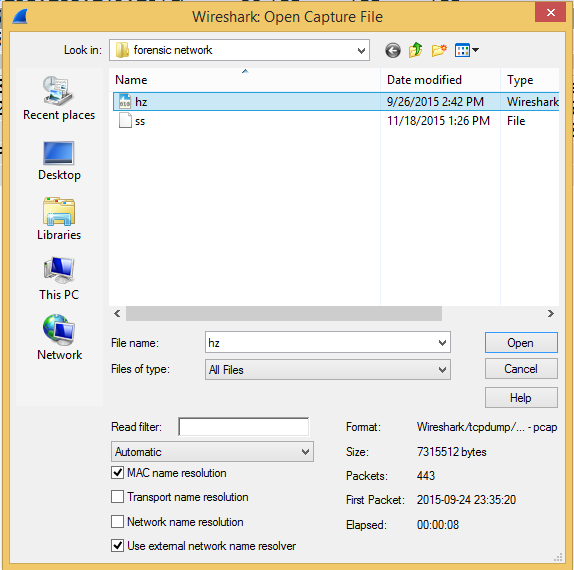 Wireshark: Open Capture File
Look in: forensic network
Name Date modified Type
hz 9/26/2015 2:42 PM Wireshark
ss 11/18/2015 1:26 PM File
Recent places
Desktop
Libraries
This PC
Network
File name: hz Open
Files of type: All Files Cancel
Help
Read filter: Format: Wireshark/tcpdump/... - pcap
Automatic Size: 7315512 bytes
MAC name resolution Packets: 443
Transport name resolution First Packet: 2015-09-24 23:35:20
Network name resolution Elapsed: 00:00:08
Use external network name resolver